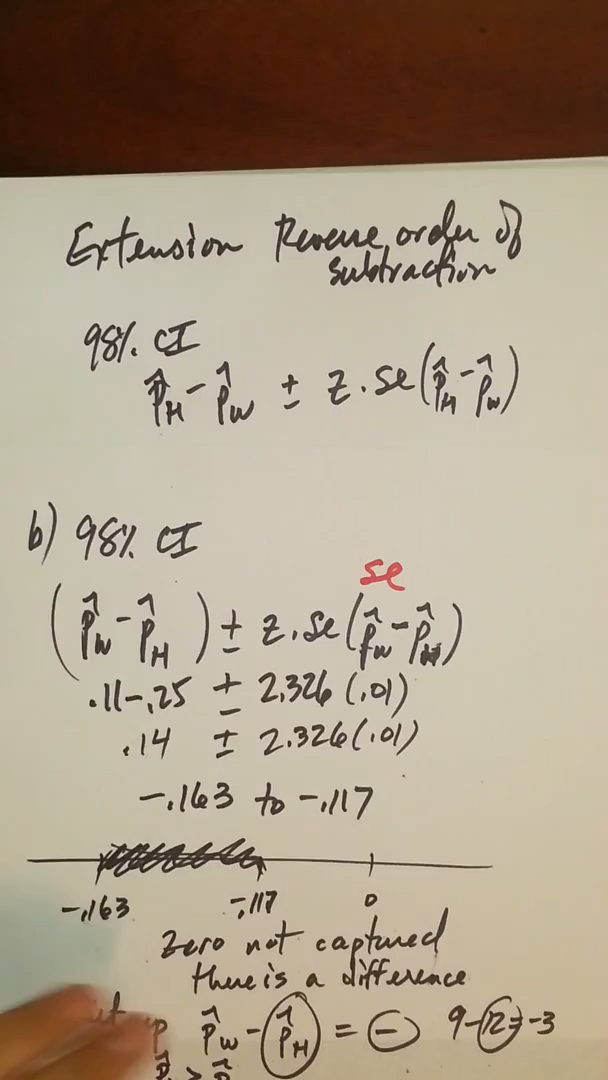 Extension Reverse order of
subtraction
98% CI
p̂H - p̂W ± z · se(p̂H - p̂W)
b) 98% CI
se
(p̂W - p̂H) ± z · se(p̂W - p̂H)
.11-.25 ± 2.326 (.01)
.14 ± 2.326 (.01)
-.163 to -.117
-.163 -.117 0
Zero not captured
there is a difference
p̂W - p̂H = - 9-12=-3